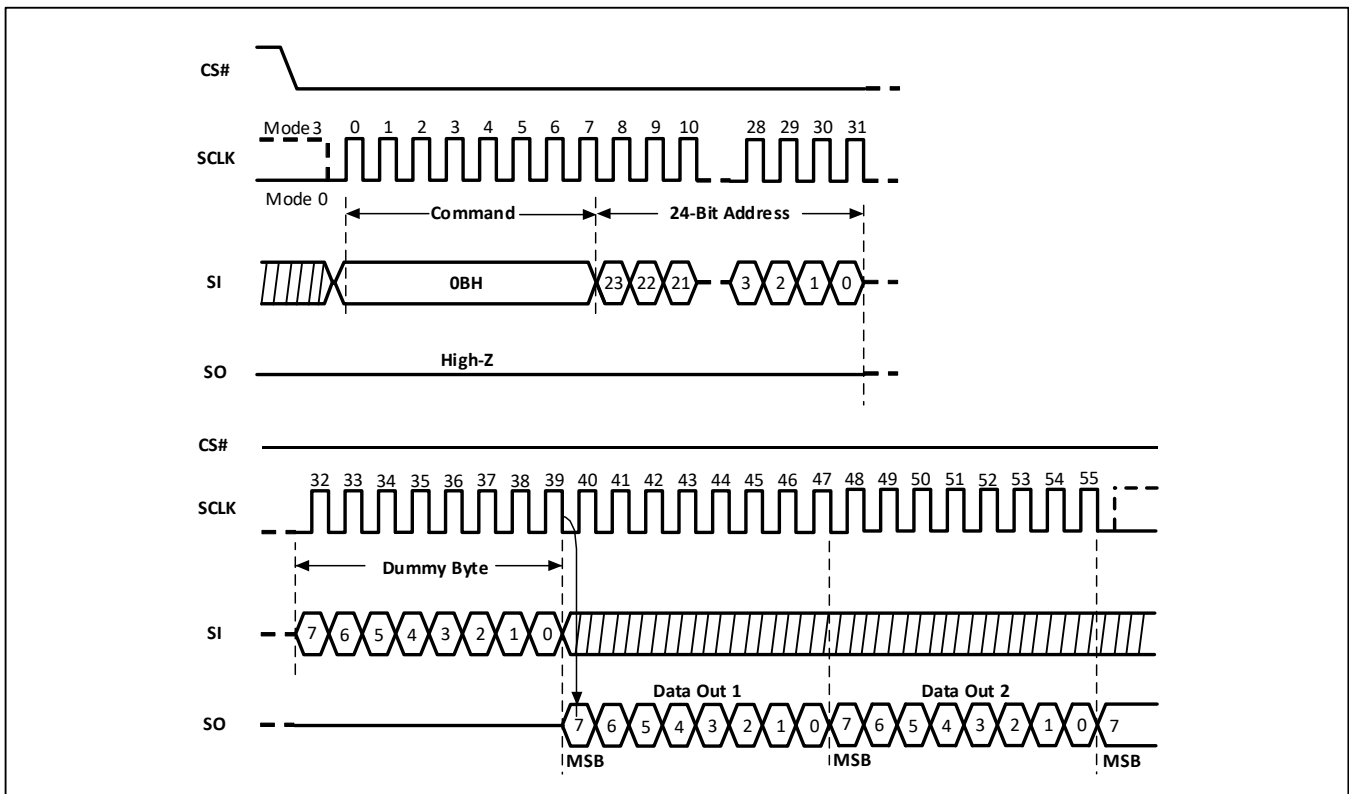 CS#
Mode 3 0 1 2 3 4 5 6 7 8 9 10 28 29 30 31
SCLK
Mode 0
Command 24-Bit Address
SI 0BH 23 22 21 3 2 1 0
High-Z
SO
CS#
32 33 34 35 36 37 38 39 40 41 42 43 44 45 46 47 48 49 50 51 52 53 54 55
SCLK
Dummy Byte
SI 7 6 5 4 3 2 1 0
Data Out 1 Data Out 2
SO 7 6 5 4 3 2 1 0 7 6 5 4 3 2 1 0 7
MSB MSB MSB